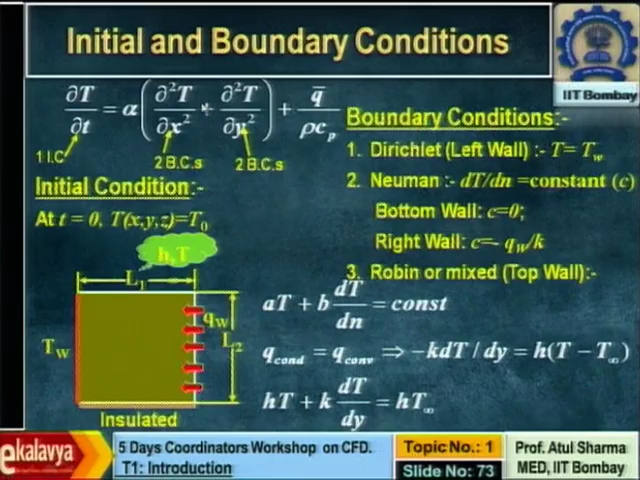 Initial and Boundary Conditions
IIT Bombay
∂T/∂t = α(∂²T/∂x² + ∂²T/∂y²) + q̅/ρc_p
1 I.C
2 B.C.s
2 B.C.s
Initial Condition:-
At t = 0, T(x,y,z)=T₀
h,T
L₁
T_W
q_W
L₂
Insulated
Boundary Conditions:-
1. Dirichlet (Left Wall) :- T= T_w
2. Neuman :- dT/dn =constant (c)
Bottom Wall: c=0;
Right Wall: c=- q_W/k
3. Robin or mixed (Top Wall):-
aT + b dT/dn = const
q_cond = q_conv ⇒ -kdT / dy = h(T - T_∞)
hT + k dT/dy = hT_∞
ekalavya
5 Days Coordinators Workshop on CFD.
T1: Introduction
Topic No.: 1
Slide No.: 73
Prof. Atul Sharma
MED, IIT Bombay